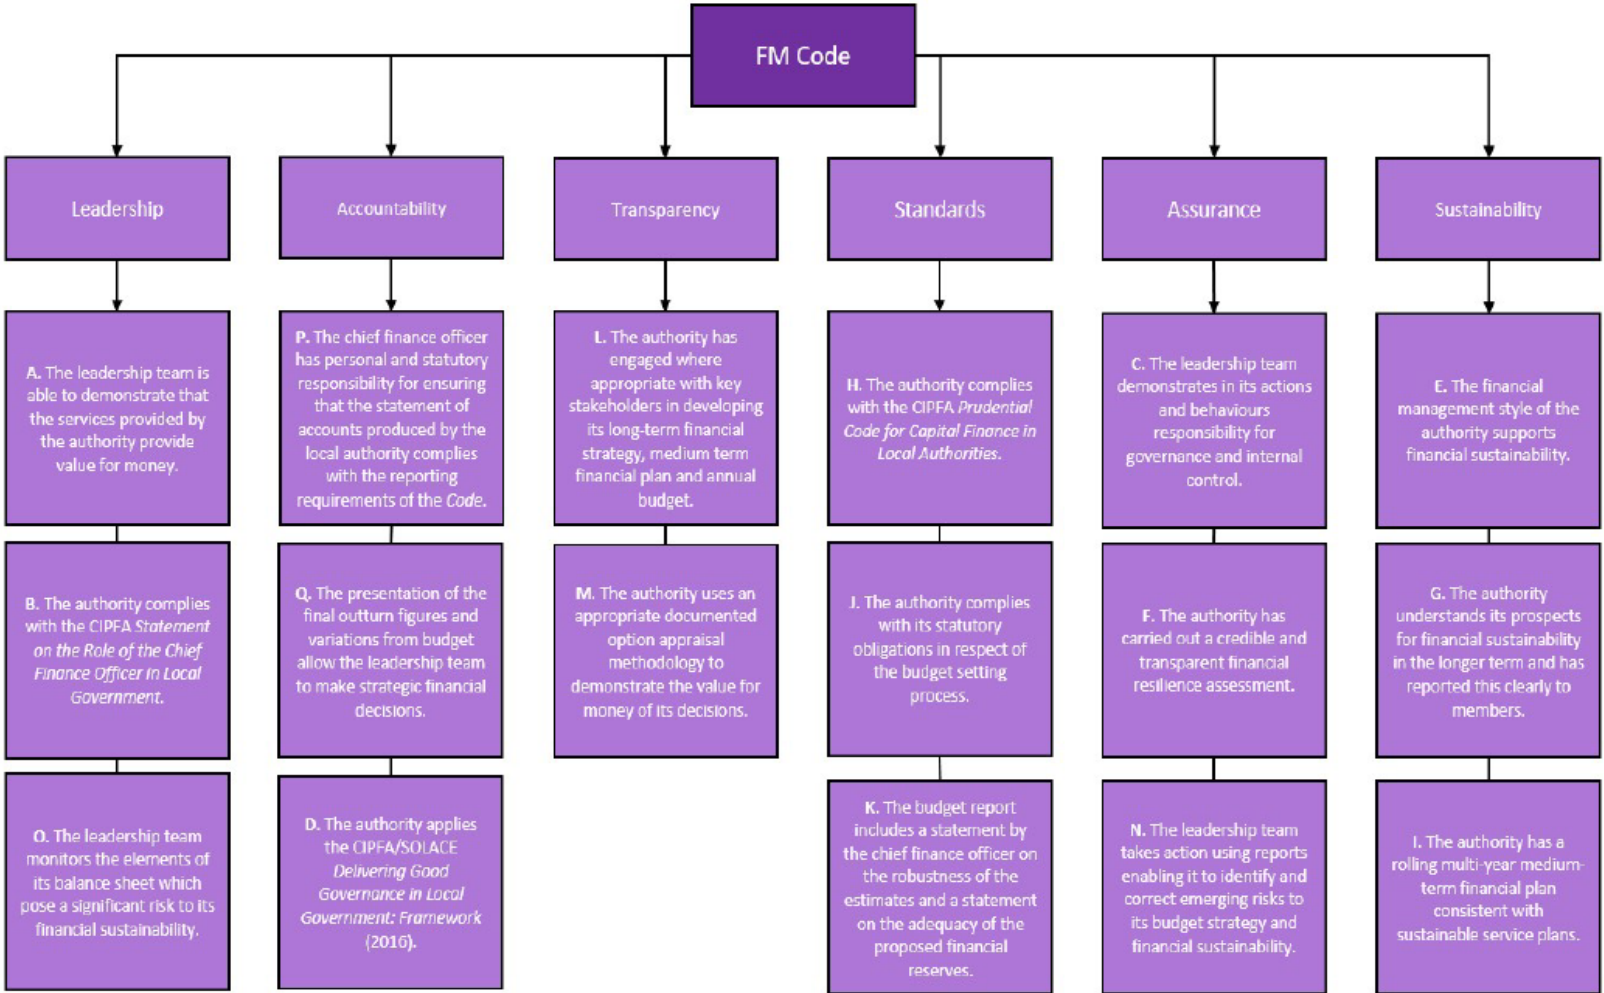 FM Code
Leadership
Accountability
Transparency
Standards
Assurance
Sustainability
A. The leadership team is
able to demonstrate that
the services provided by
the authority provide
value for money.
B. The authority complies
with the CIPFA Statement
on the Role of the Chief
Finance Officer in Local
Government.
O. The leadership team
monitors the elements of
its balance sheet which
pose a significant risk to its
financial sustainability.
P. The chief finance officer
has personal and statutory
responsibility for ensuring
that the statement of
accounts produced by the
local authority complies
with the reporting
requirements of the Code.
Q. The presentation of the
final outturn figures and
variations from budget
allow the leadership team
to make strategic financial
decisions.
D. The authority applies
the CIPFA/SOLACE
Delivering Good
Governance in Local
Government: Framework
(2016).
L. The authority has
engaged where
appropriate with key
stakeholders in developing
its long-term financial
strategy, medium term
financial plan and annual
budget.
M. The authority uses an
appropriate documented
option appraisal
methodology to
demonstrate the value for
money of its decisions.
H. The authority complies
with the CIPFA Prudential
Code for Capital Finance in
Local Authorities.
J. The authority complies
with its statutory
obligations in respect of
the budget setting
process.
K. The budget report
includes a statement by
the chief finance officer on
the robustness of the
estimates and a statement
on the adequacy of the
proposed financial
reserves.
C. The leadership team
demonstrates in its actions
and behaviours
responsibility for
governance and internal
control.
F. The authority has
carried out a credible and
transparent financial
resilience assessment.
N. The leadership team
takes action using reports
enabling it to identify and
correct emerging risks to
its budget strategy and
financial sustainability.
E. The financial
management style of the
authority supports
financial sustainability.
G. The authority
understands its prospects
for financial sustainability
in the longer term and has
reported this clearly to
members.
I. The authority has a
rolling multi-year medium-
term financial plan
consistent with
sustainable service plans.